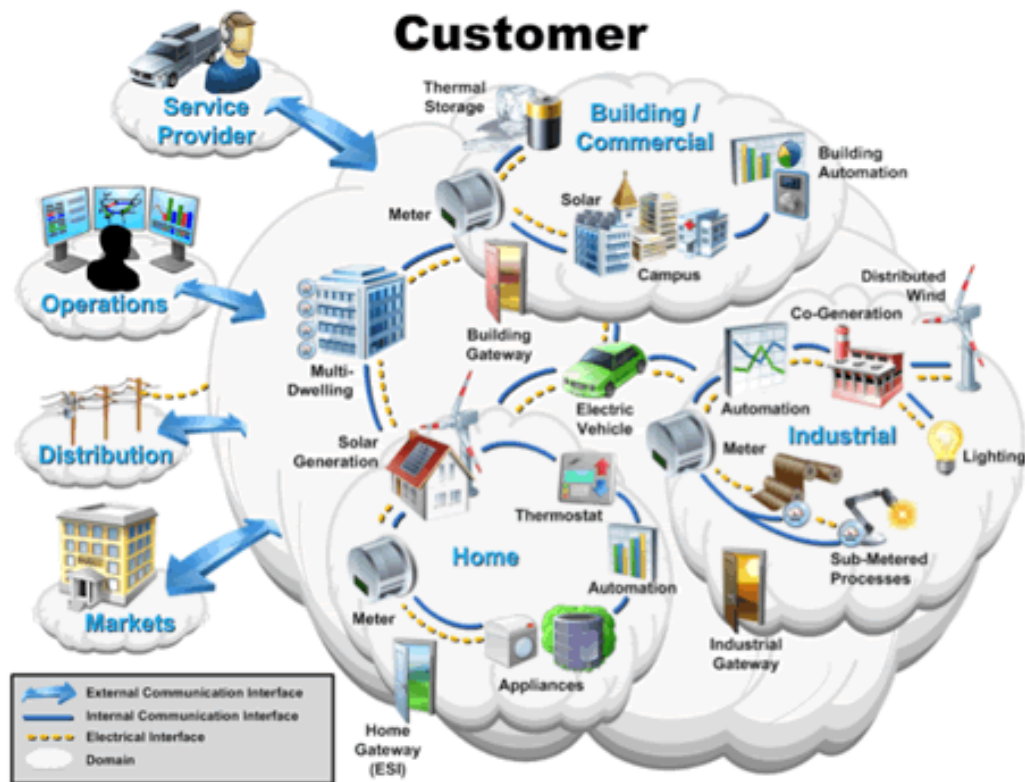 Customer
Service
Provider
Thermal
Storage
Building /
Commercial
Building
Automation
Meter
Solar
Campus
Operations
Multi-
Dwelling
Building
Gateway
Distributed
Wind
Co-Generation
Electric
Vehicle
Automation
Industrial
Meter
Lighting
Distribution
Solar
Generation
Thermostat
Sub-Metered
Processes
Home
Automation
Meter
Markets
Industrial
Gateway
Appliances
Home
Gateway
(ESI)
External Communication Interface
Internal Communication Interface
Electrical Interface
Domain